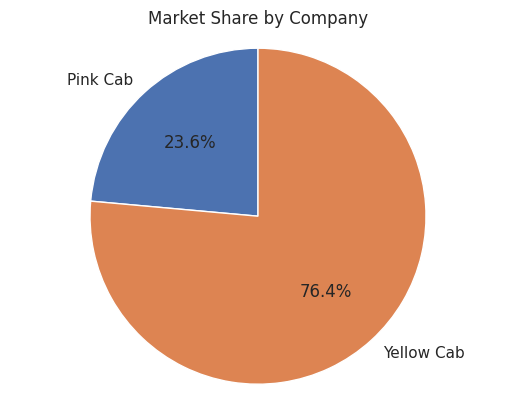 Market Share by Company
Pink Cab
23.6%
76.4%
Yellow Cab